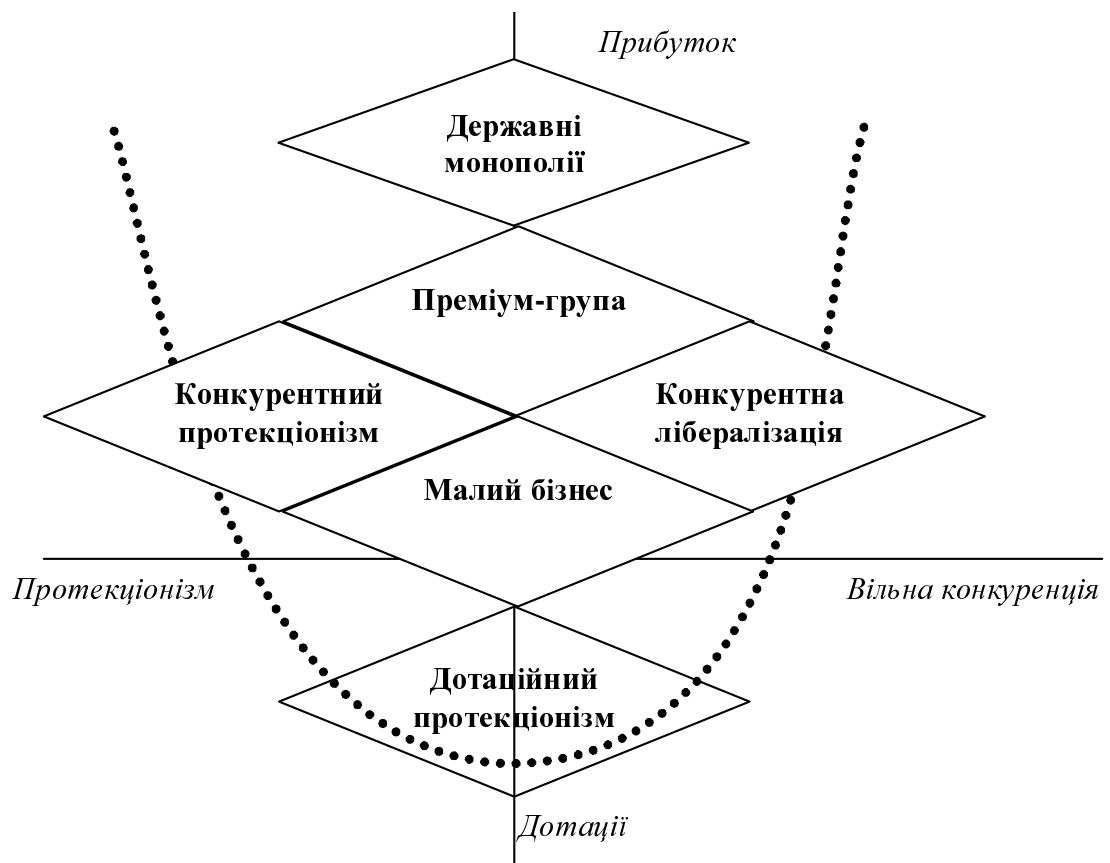 Прибуток
Державні
монополії
Преміум-група
Конкурентний
протекціонізм
Конкурентна
лібералізація
Малий бізнес
Протекціонізм
Вільна конкуренція
Дотаційний
протекціонізм
Дотації